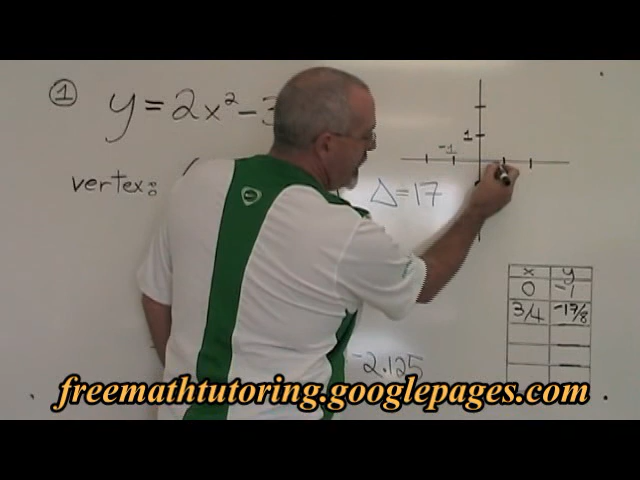 ① y = 2x² - 3
1
-1
vertex: (
Δ = 17
x y
0 -1
3/4 -17/8
-2.125
freemathtutoring.googlepages.com